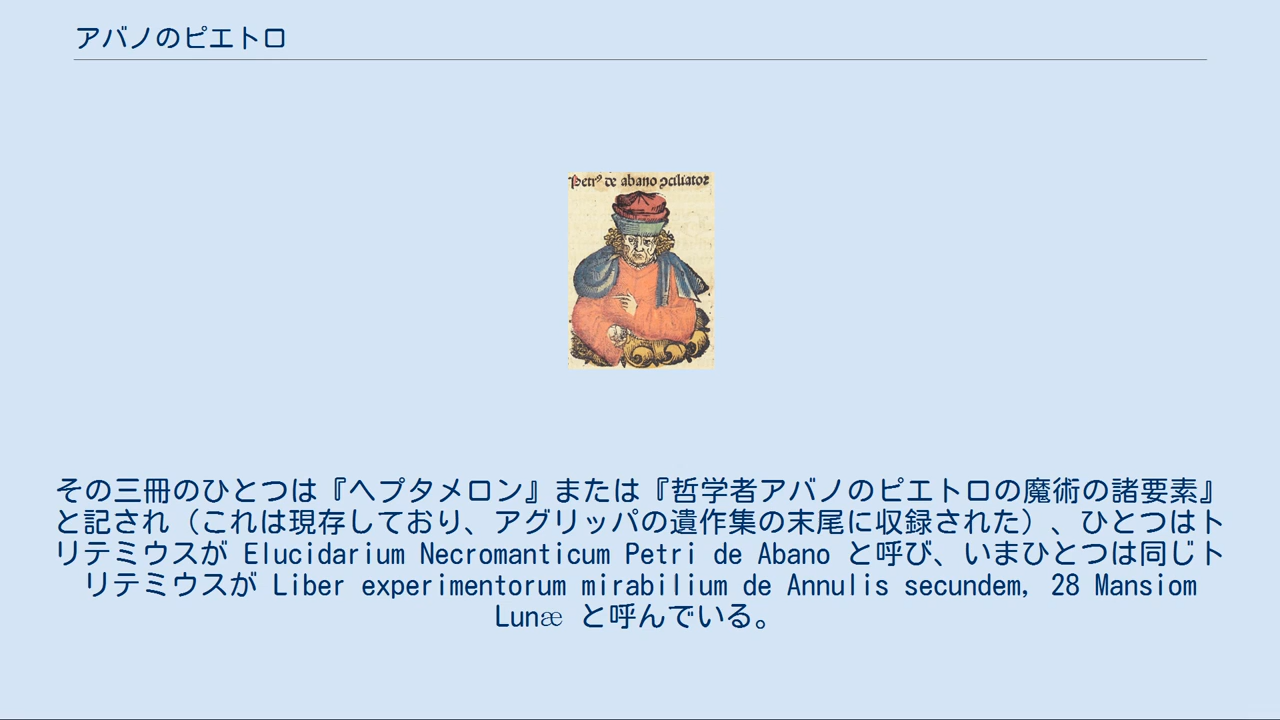 アバノのピエトロ
Petrꝰ de abano ꝯciliator
その三冊のひとつは『ヘプタメロン』または『哲学者アバノのピエトロの魔術の諸要素』
と記され（これは現存しており、アグリッパの遺作集の末尾に収録された）、ひとつはト
リテミウスが Elucidarium Necromanticum Petri de Abano と呼び、いまひとつは同じト
リテミウスが Liber experimentorum mirabilium de Annulis secundem, 28 Mansiom
Lunæ と呼んでいる。